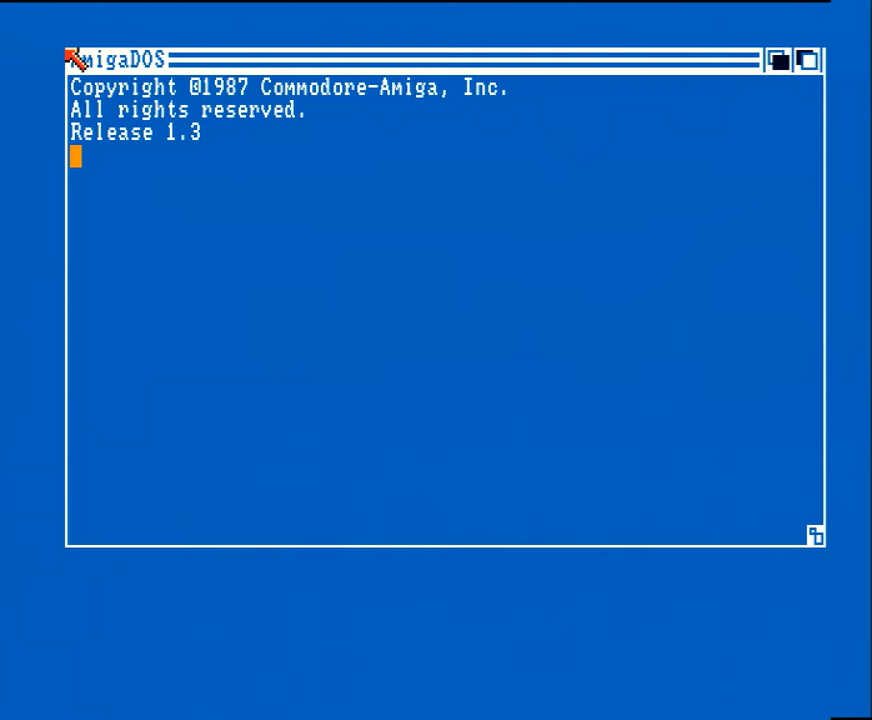 AmigaDOS
Copyright ©1987 Commodore-Amiga, Inc.
All rights reserved.
Release 1.3